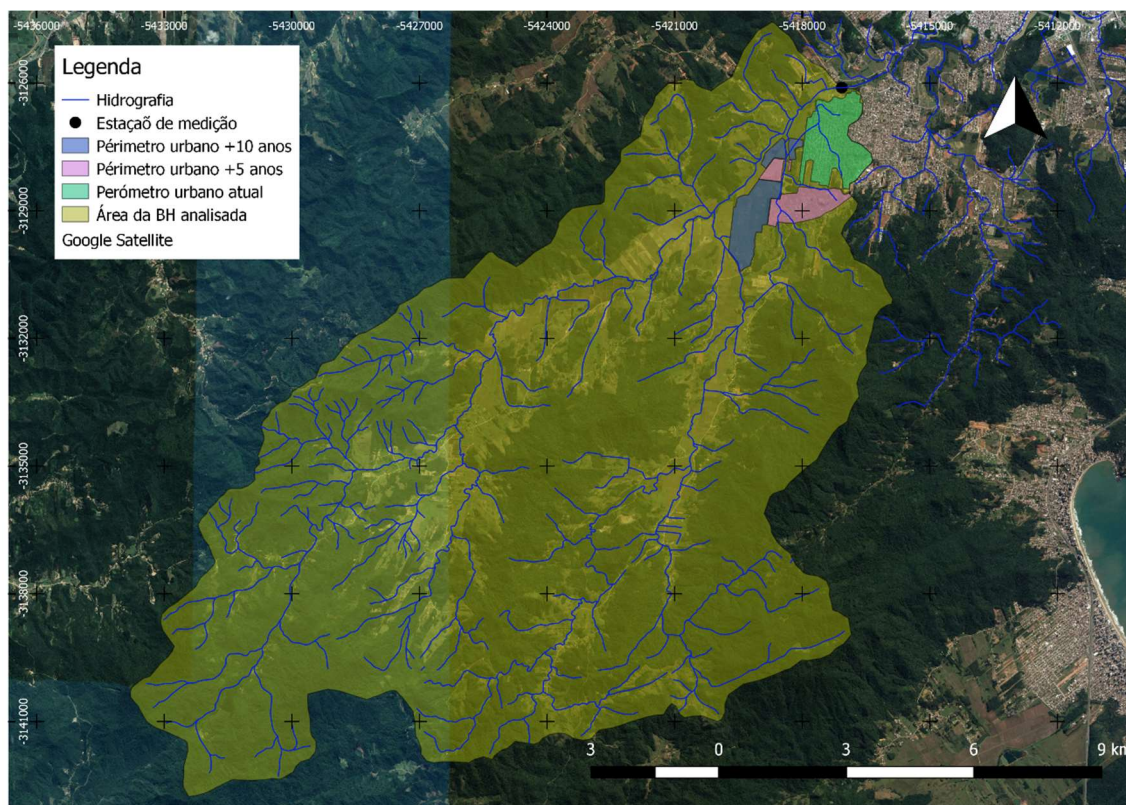 -5436000 -5433000 -5430000 -5427000 -5424000 -5421000 -5418000 -5415000 -5412000
Legenda
Hidrografia
Estaçaõ de medição
Périmetro urbano +10 anos
Périmetro urbano +5 anos
Perómetro urbano atual
Área da BH analisada
Google Satellite
-3126000
-3129000
-3132000
-3135000
-3138000
-3141000
3 0 3 6 9 km